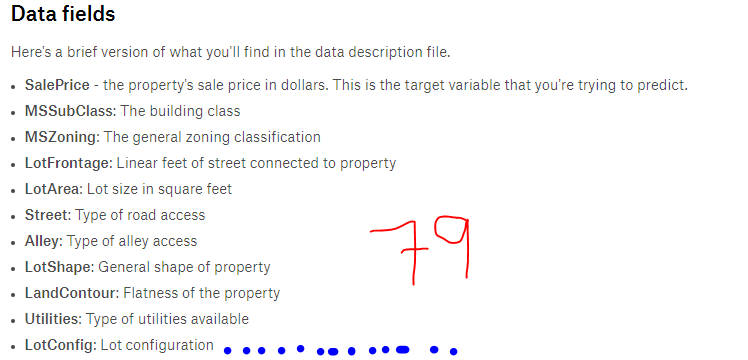 Data fields
Here's a brief version of what you'll find in the data description file.
• SalePrice - the property's sale price in dollars. This is the target variable that you're trying to predict.
• MSSubClass: The building class
• MSZoning: The general zoning classification
• LotFrontage: Linear feet of street connected to property
• LotArea: Lot size in square feet
• Street: Type of road access
• Alley: Type of alley access
• LotShape: General shape of property
79
• LandContour: Flatness of the property
• Utilities: Type of utilities available
• LotConfig: Lot configuration